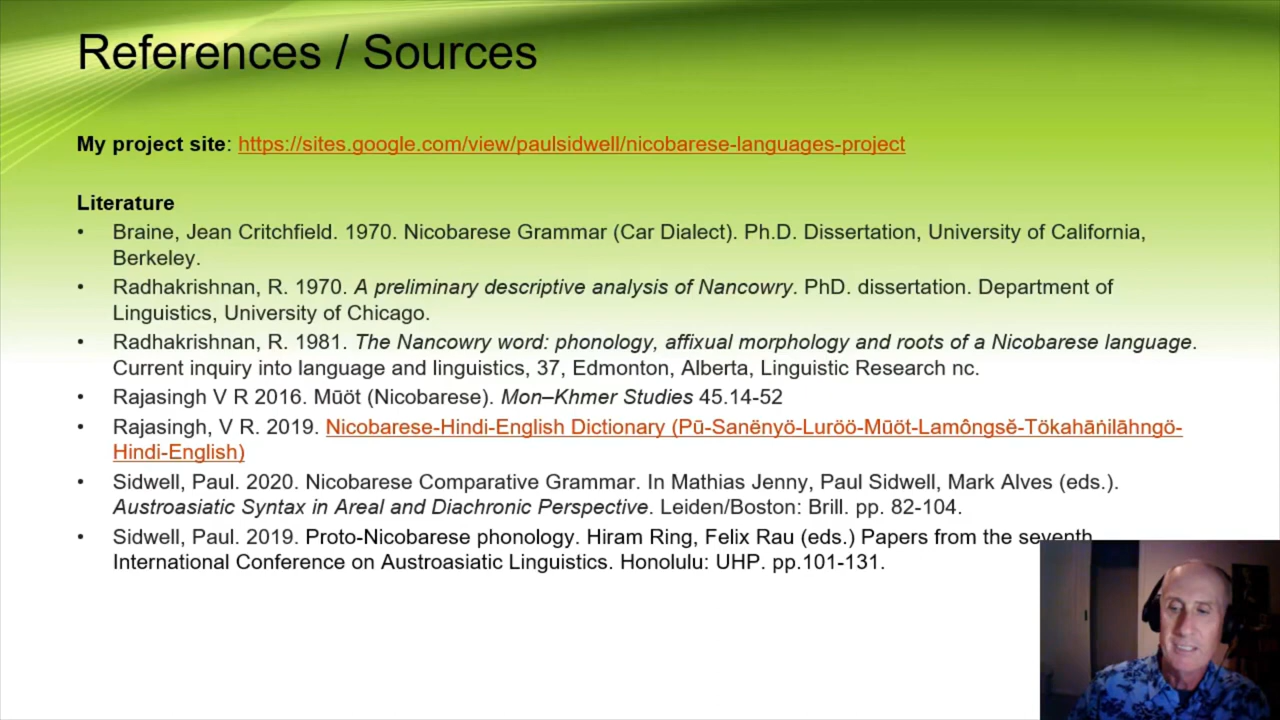 References / Sources
My project site: https://sites.google.com/view/paulsidwell/nicobarese-languages-project
Literature
• Braine, Jean Critchfield. 1970. Nicobarese Grammar (Car Dialect). Ph.D. Dissertation, University of California,
Berkeley.
• Radhakrishnan, R. 1970. A preliminary descriptive analysis of Nancowry. PhD. dissertation. Department of
Linguistics, University of Chicago.
• Radhakrishnan, R. 1981. The Nancowry word: phonology, affixual morphology and roots of a Nicobarese language.
Current inquiry into language and linguistics, 37, Edmonton, Alberta, Linguistic Research nc.
• Rajasingh V R 2016. Mūöt (Nicobarese). Mon–Khmer Studies 45.14-52
• Rajasingh, V R. 2019. Nicobarese-Hindi-English Dictionary (Pū-Sanënyö-Luröö-Mūöt-Lamôngsĕ-Tökahāṅilāhngö-
Hindi-English)
• Sidwell, Paul. 2020. Nicobarese Comparative Grammar. In Mathias Jenny, Paul Sidwell, Mark Alves (eds.).
Austroasiatic Syntax in Areal and Diachronic Perspective. Leiden/Boston: Brill. pp. 82-104.
• Sidwell, Paul. 2019. Proto-Nicobarese phonology. Hiram Ring, Felix Rau (eds.) Papers from the seventh
International Conference on Austroasiatic Linguistics. Honolulu: UHP. pp.101-131.